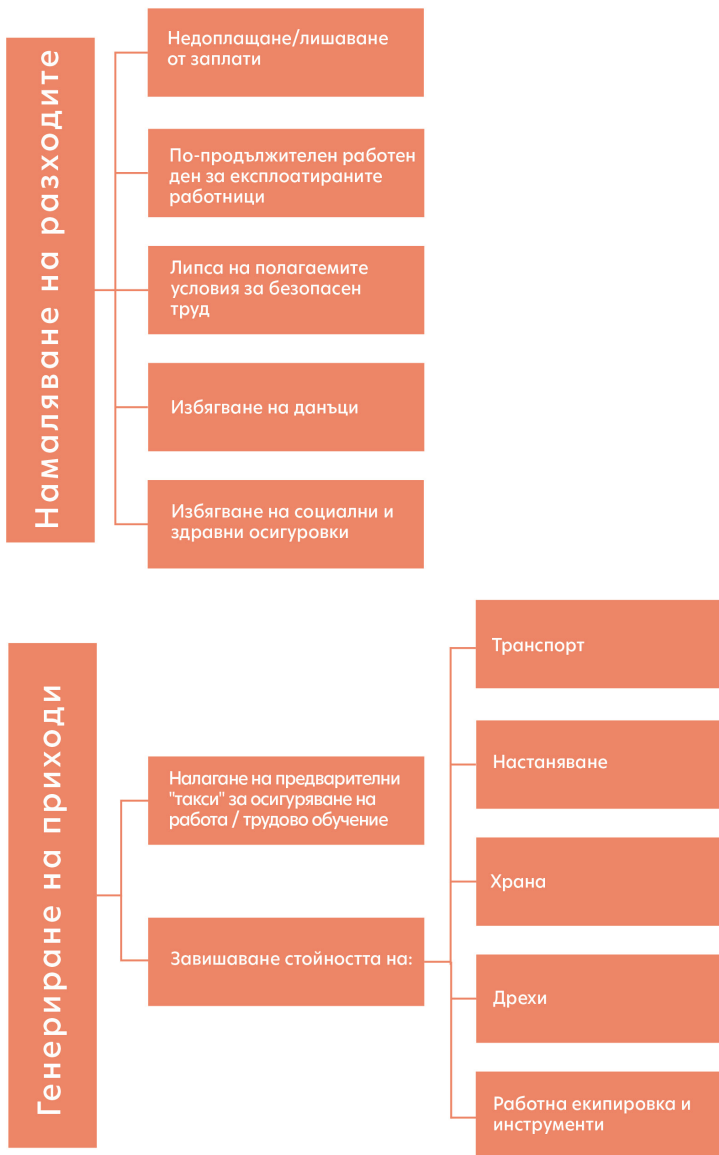 Намаляване на разходите
Недоплащане/лишаване
от заплати
По-продължителен работен
ден за експлоатираните
работници
Липса на полагаемите
условия за безопасен
труд
Избягване на данъци
Избягване на социални и
здравни осигуровки
Генериране на приходи
Налагане на предварителни
"такси" за осигуряване на
работа / трудово обучение
Завишаване стойността на:
Транспорт
Настаняване
Храна
Дрехи
Работна екипировка и
инструменти